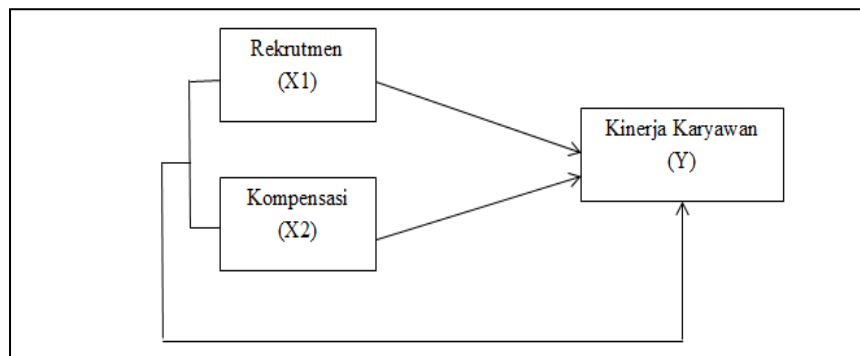 Rekrutmen
(X1)
Kinerja Karyawan
(Y)
Kompensasi
(X2)